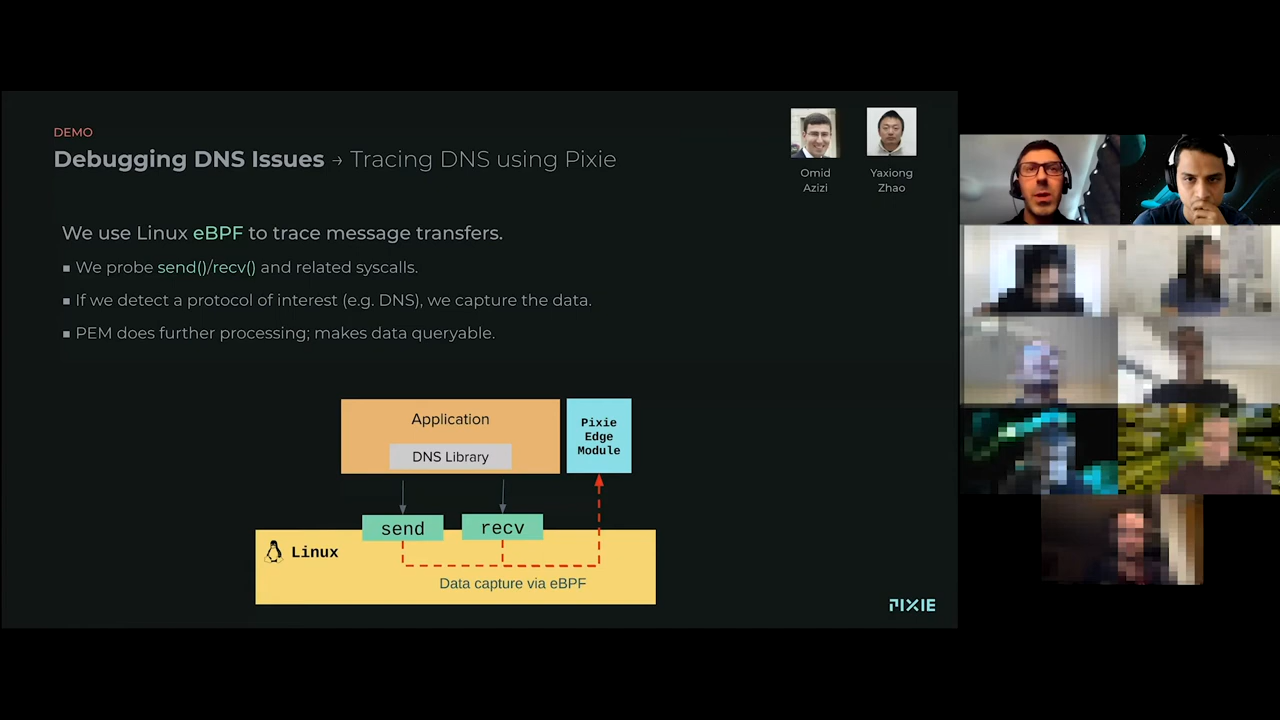 DEMO
Debugging DNS Issues → Tracing DNS using Pixie
Omid
Azizi
Yaxiong
Zhao
We use Linux eBPF to trace message transfers.
▪ We probe send()/recv() and related syscalls.
▪ If we detect a protocol of interest (e.g. DNS), we capture the data.
▪ PEM does further processing; makes data queryable.
Application
DNS Library
Pixie
Edge
Module
send
recv
Linux
Data capture via eBPF
PIXIE